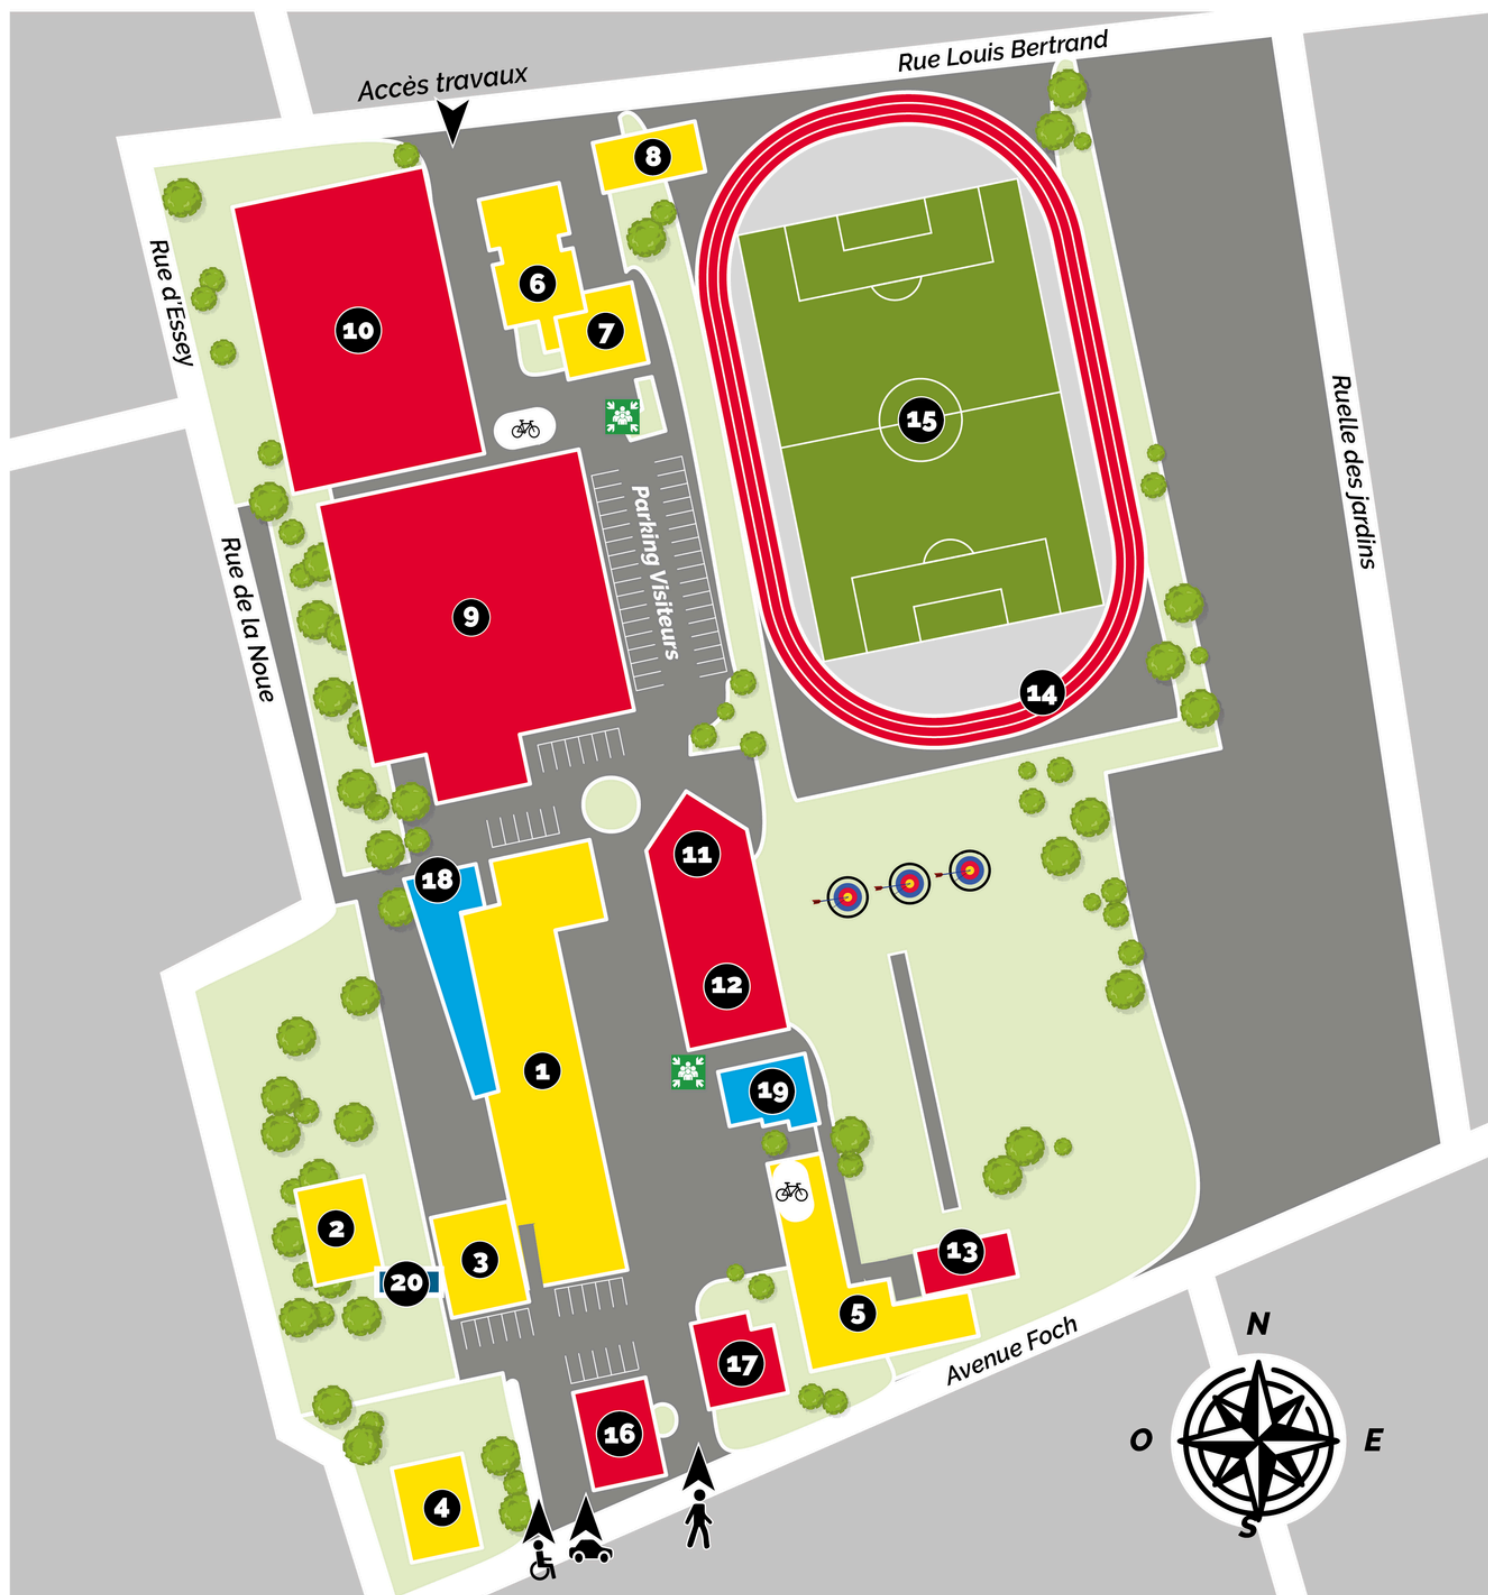 Rue Louis Bertrand
Accès travaux
8
Rue d'Essey
6
10
7
15
Ruelle des jardins
Parking Visiteurs
Rue de la Noue
9
14
11
18
12
1
19
2
3
13
20
5
17
Avenue Foch
16
4
N
O
E
S